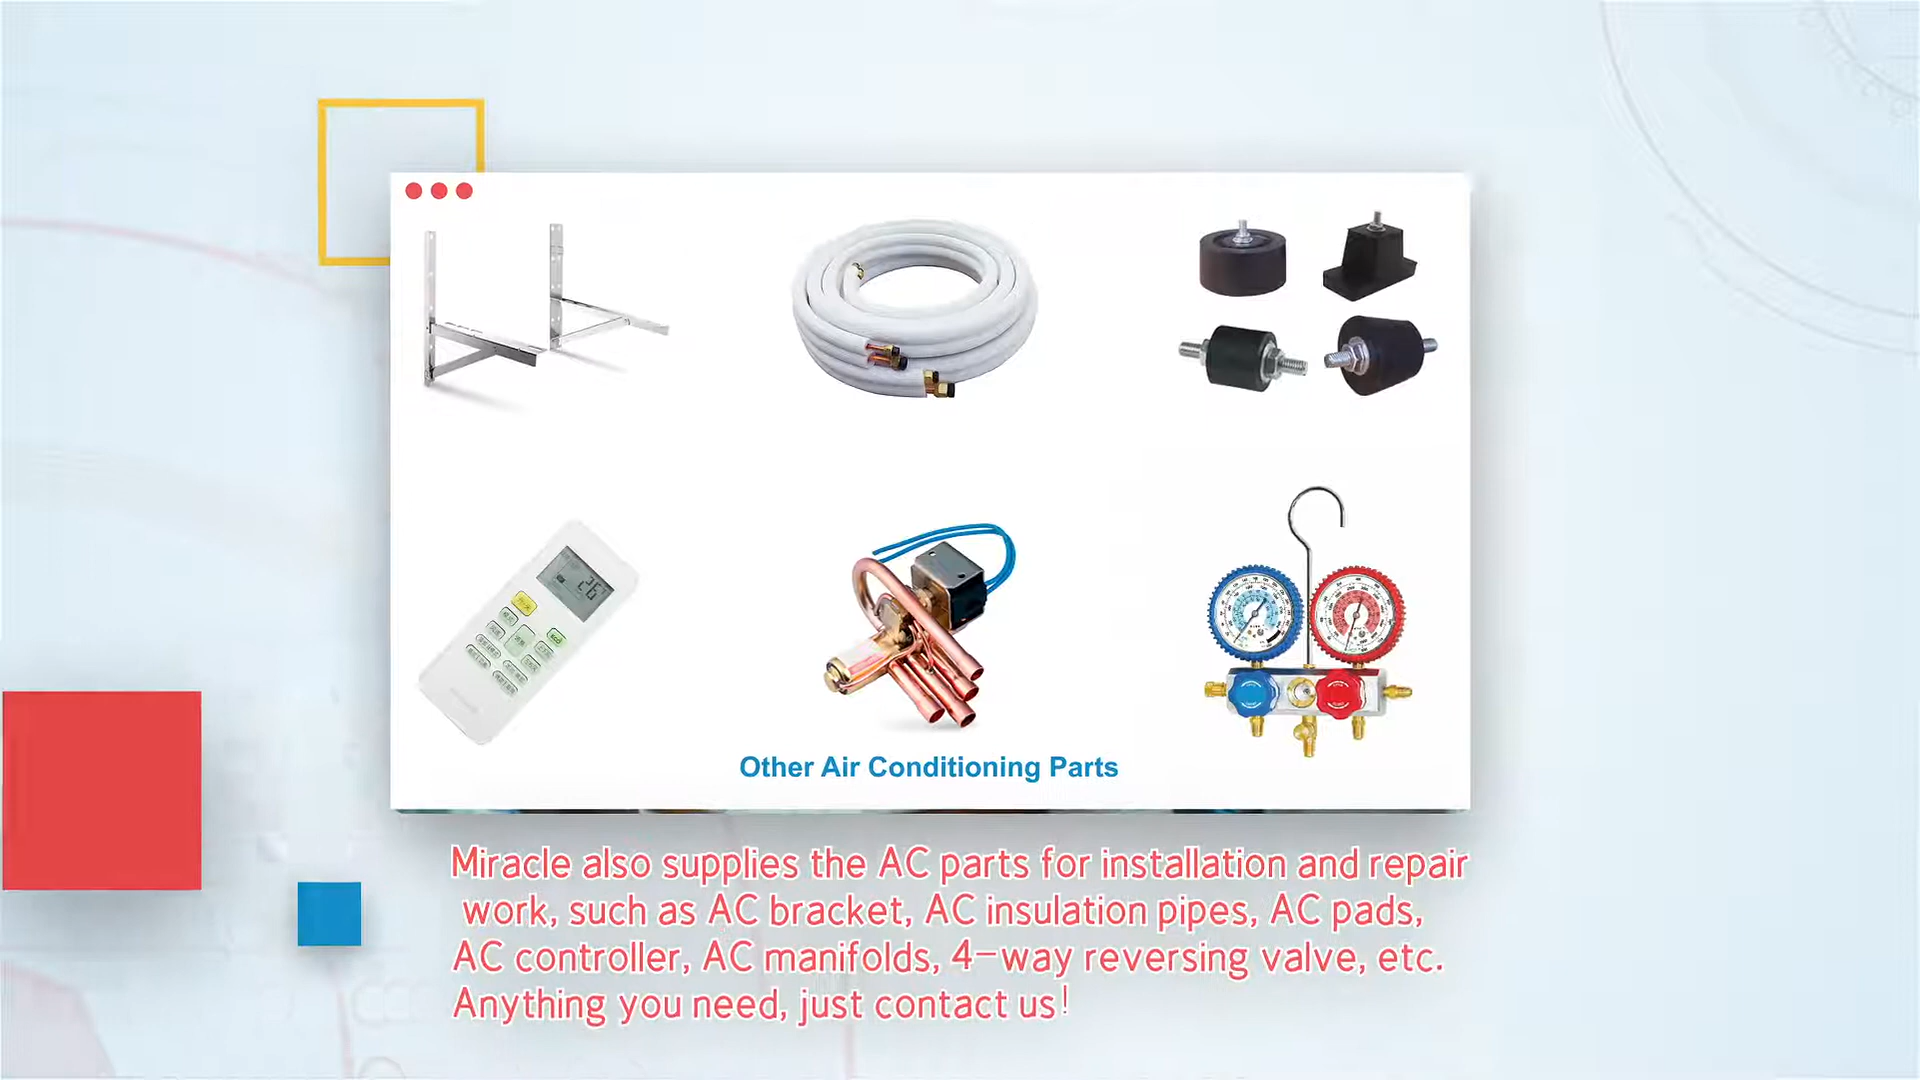 26
ECO
Other Air Conditioning Parts
Miracle also supplies the AC parts for installation and repair
work, such as AC bracket, AC insulation pipes, AC pads,
AC controller, AC manifolds, 4-way reversing valve, etc.
Anything you need, just contact us!